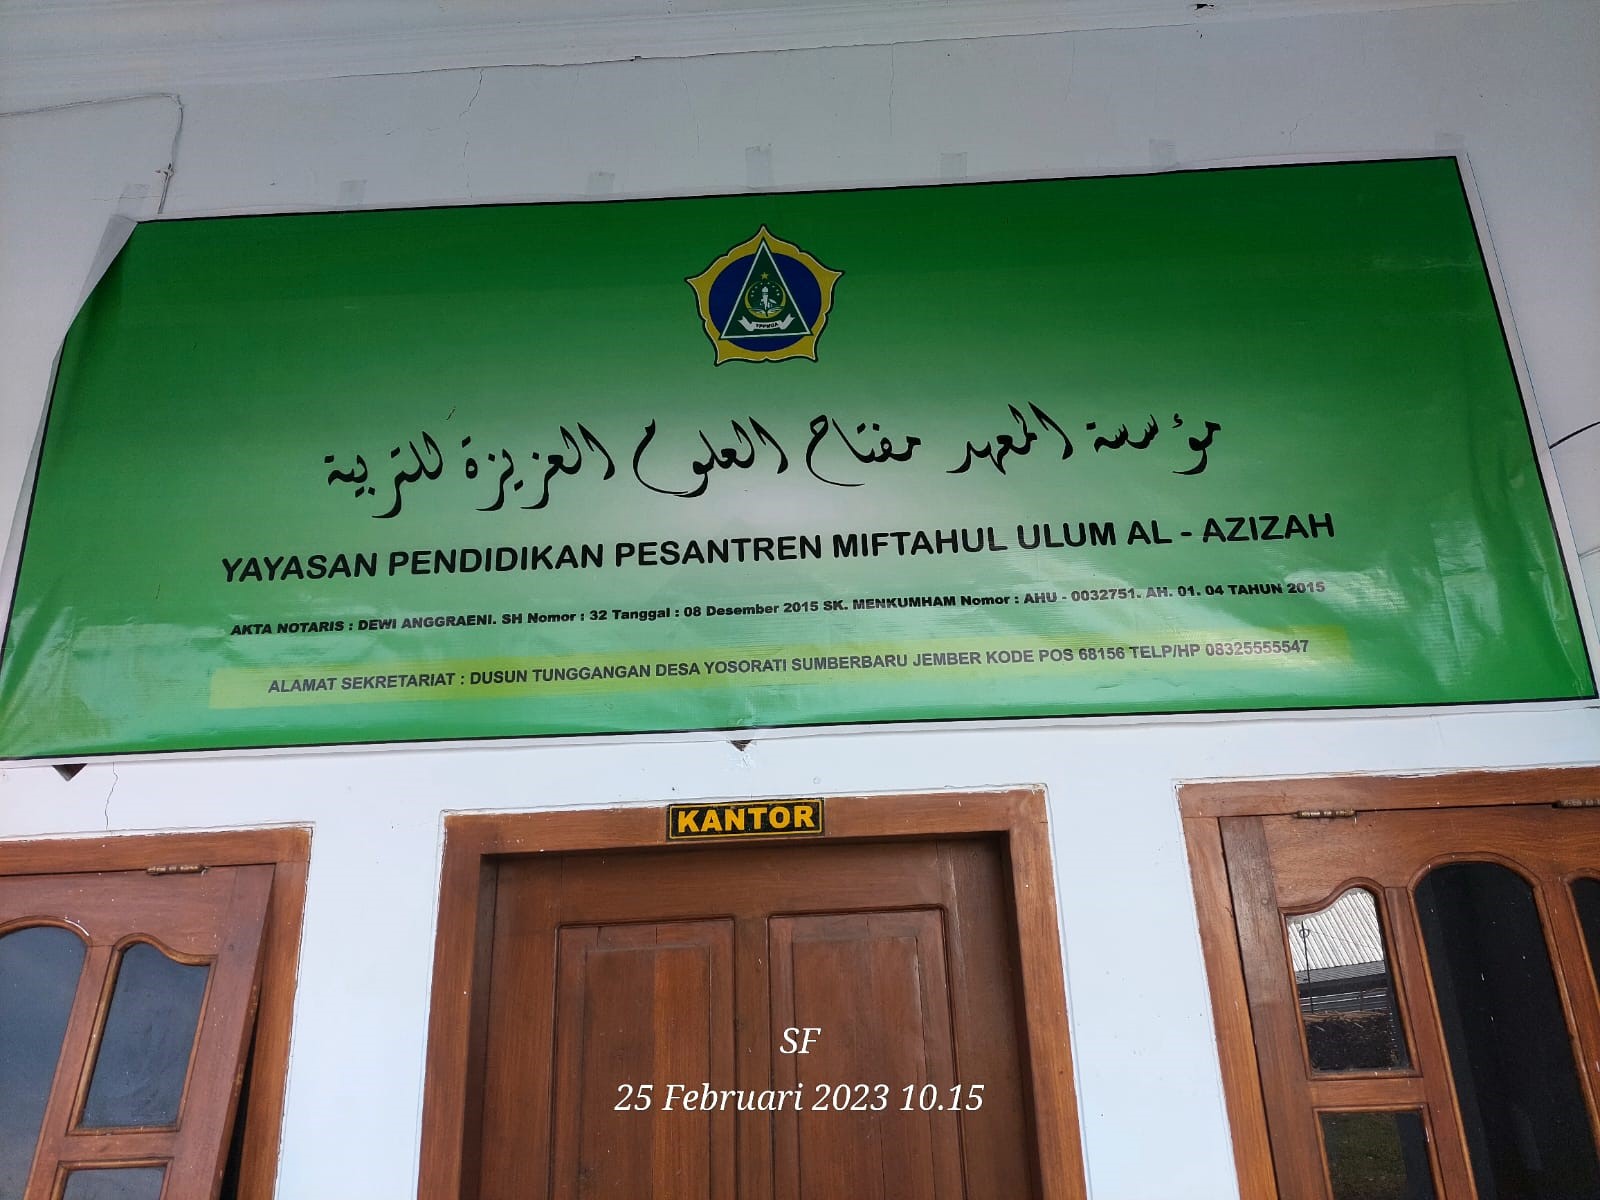 YPPMUA
مؤسسة المعهد مفتاح العلوم العزيزة للتربية
YAYASAN PENDIDIKAN PESANTREN MIFTAHUL ULUM AL - AZIZAH
AKTA NOTARIS : DEWI ANGGRAENI. SH Nomor : 32 Tanggal : 08 Desember 2015 SK. MENKUMHAM Nomor : AHU - 0032751. AH. 01. 04 TAHUN 2015
ALAMAT SEKRETARIAT : DUSUN TUNGGANGAN DESA YOSORATI SUMBERBARU JEMBER KODE POS 68156 TELP/HP 08325555547
KANTOR
SF
25 Februari 2023 10.15